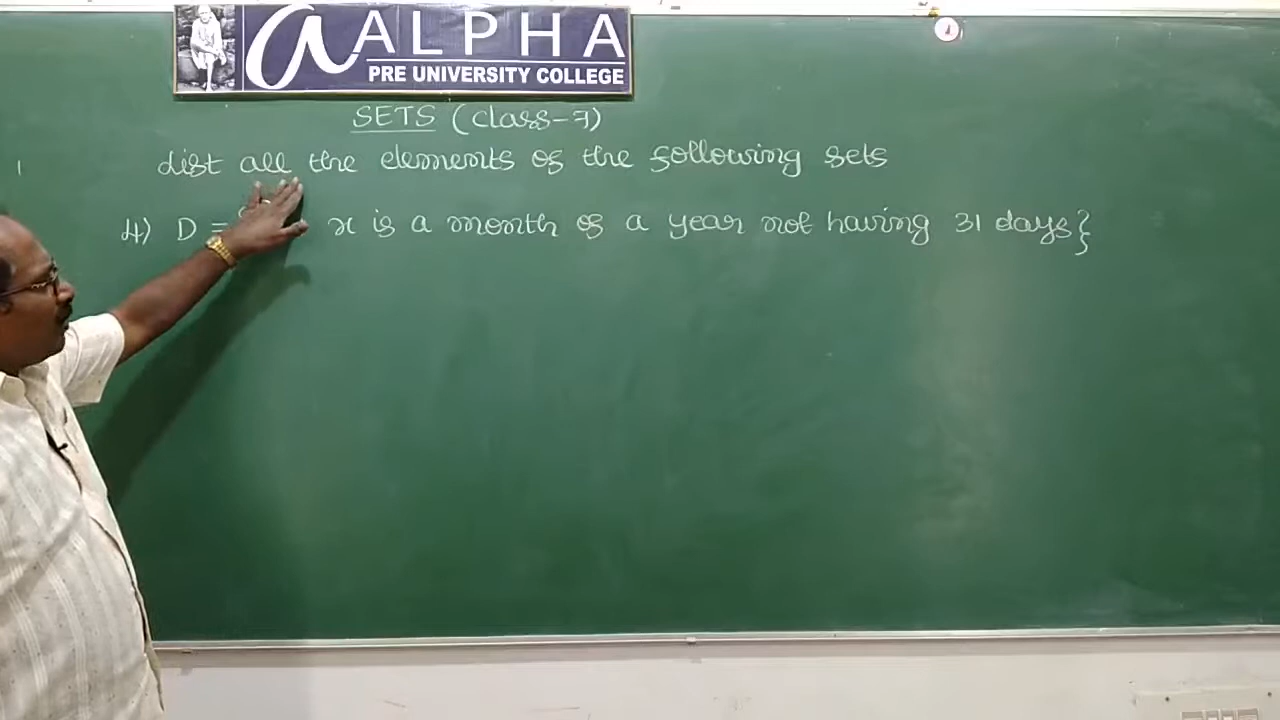 a ALPHA
PRE UNIVERSITY COLLEGE
SETS (class-7)
List all the elements of the following sets
4) D = x is a month of a year not having 31 days}